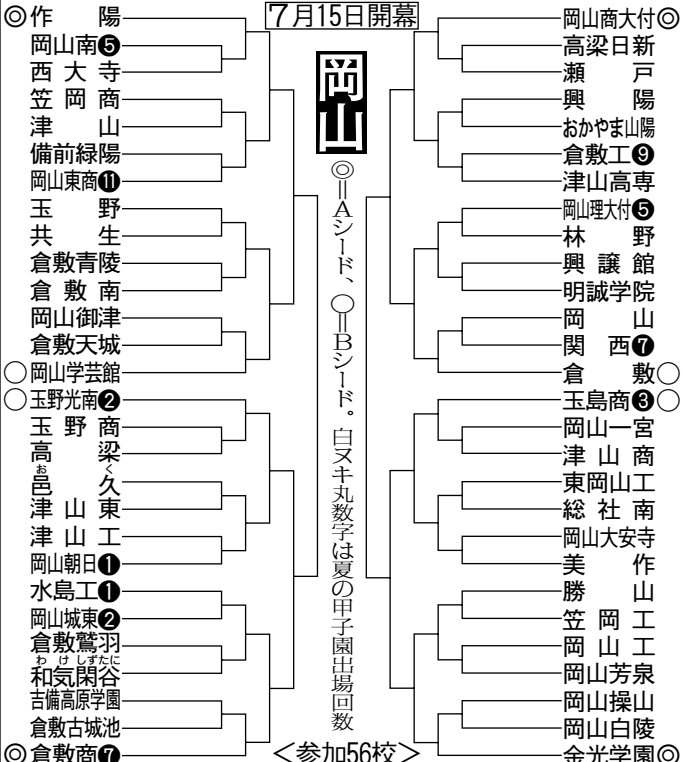 7月15日開幕
岡山
◎=Aシード、○=Bシード。白ヌキ丸数字は夏の甲子園出場回数
◎作陽
岡山南❺
西大寺
笠岡商
津山
備前緑陽
岡山東商⓫
玉野
共生
倉敷青陵
倉敷南
岡山御津
倉敷天城
○岡山学芸館
○玉野光南❷
玉野商
高梁
邑久
おく
津山東
津山工
岡山朝日❶
水島工❶
岡山城東❷
倉敷鷲羽
和気閑谷
わけしずたに
吉備高原学園
倉敷古城池
◎倉敷商❼
岡山商大付◎
高梁日新
瀬戸
興陽
おかやま山陽
倉敷工❾
津山高専
岡山理大付❺
林野
興譲館
明誠学院
岡山
関西❼
倉敷○
玉島商❸○
岡山一宮
津山商
東岡山工
総社南
岡山大安寺
美作
勝山
笠岡工
岡山工
岡山芳泉
岡山操山
岡山白陵
金光学園◎
＜参加56校＞